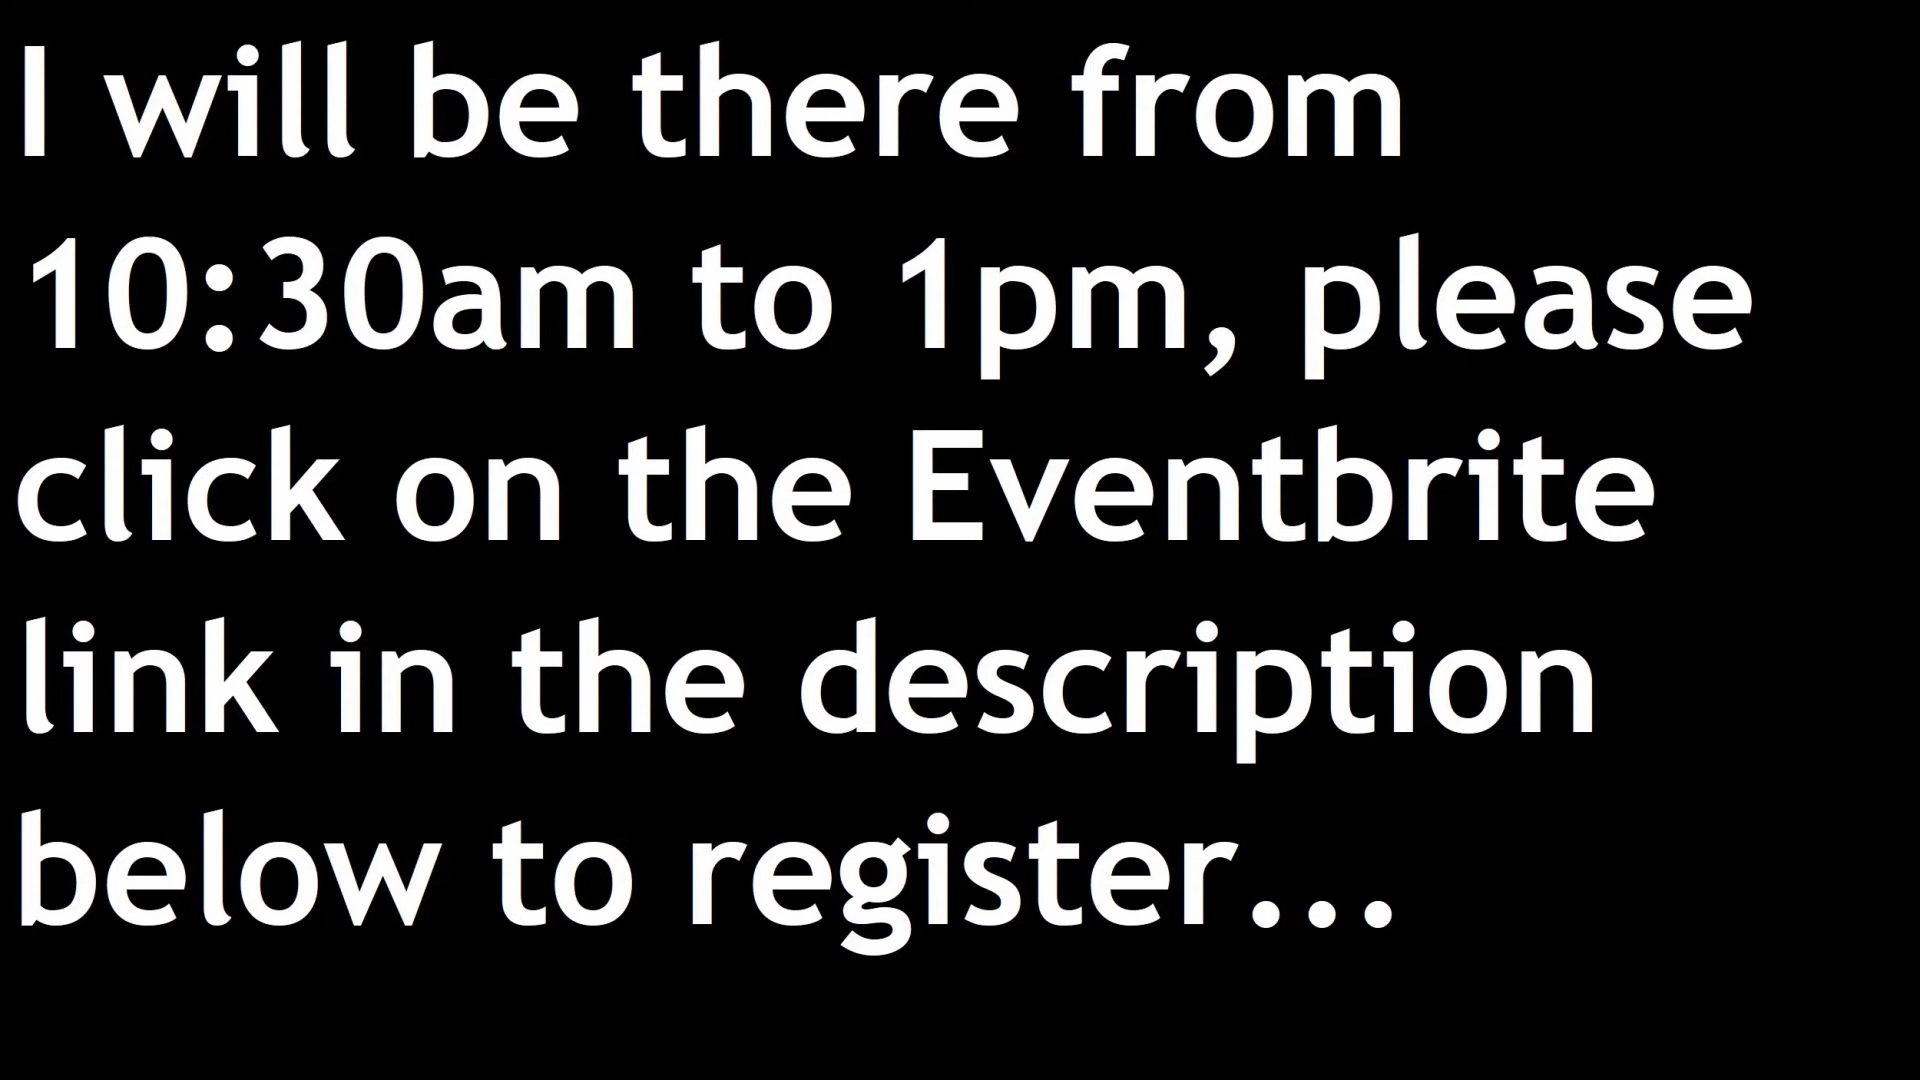 I will be there from
10:30am to 1pm, please
click on the Eventbrite
link in the description
below to register...